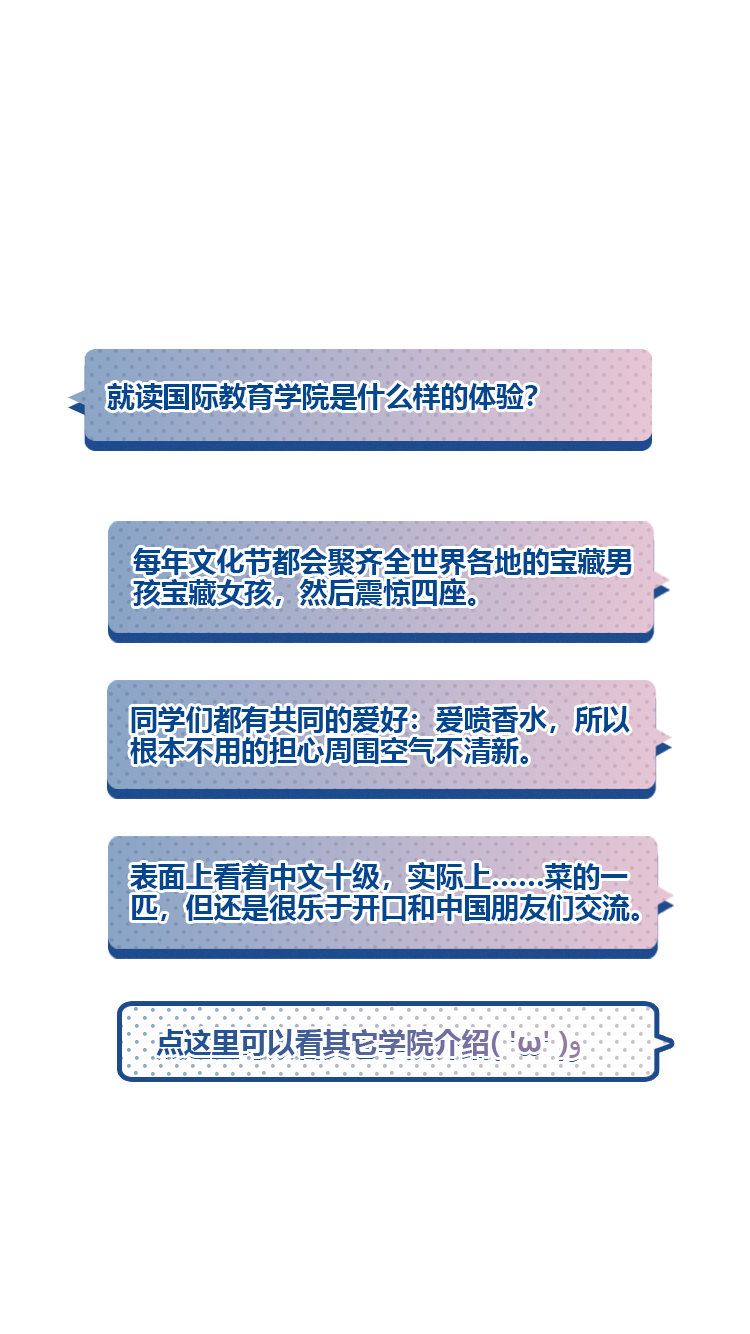 就读国际教育学院是什么样的体验？
每年文化节都会聚齐全世界各地的宝藏男
孩宝藏女孩，然后震惊四座。
同学们都有共同的爱好：爱喷香水，所以
根本不用的担心周围空气不清新。
表面上看着中文十级，实际上……菜的一
匹，但还是很乐于开口和中国朋友们交流。
点这里可以看其它学院介绍( 'ω' )و